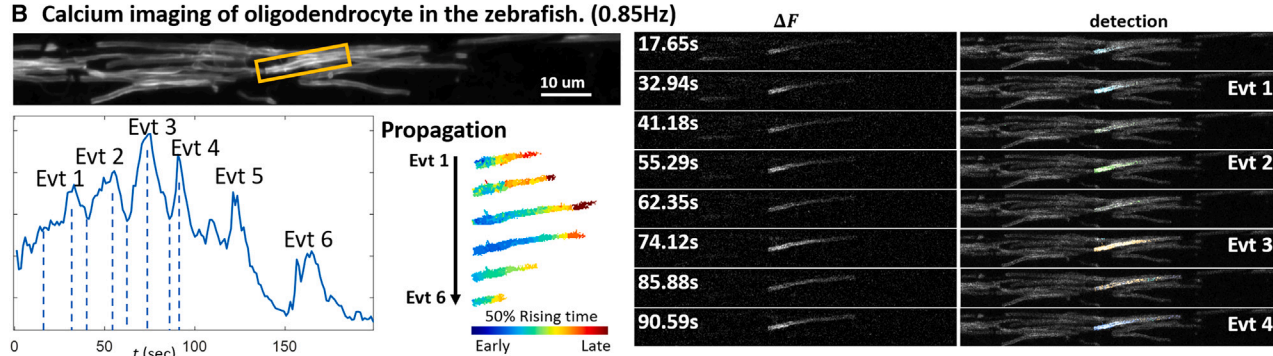 B Calcium imaging of oligodendrocyte in the zebrafish. (0.85Hz)
10 um
Evt 1
Evt 2
Evt 3
Evt 4
Evt 5
Evt 6
0
50
100
150
t (sec)
Propagation
Evt 1
Evt 6
50% Rising time
Early
Late
ΔF
detection
17.65s
32.94s
Evt 1
41.18s
55.29s
Evt 2
62.35s
74.12s
Evt 3
85.88s
90.59s
Evt 4